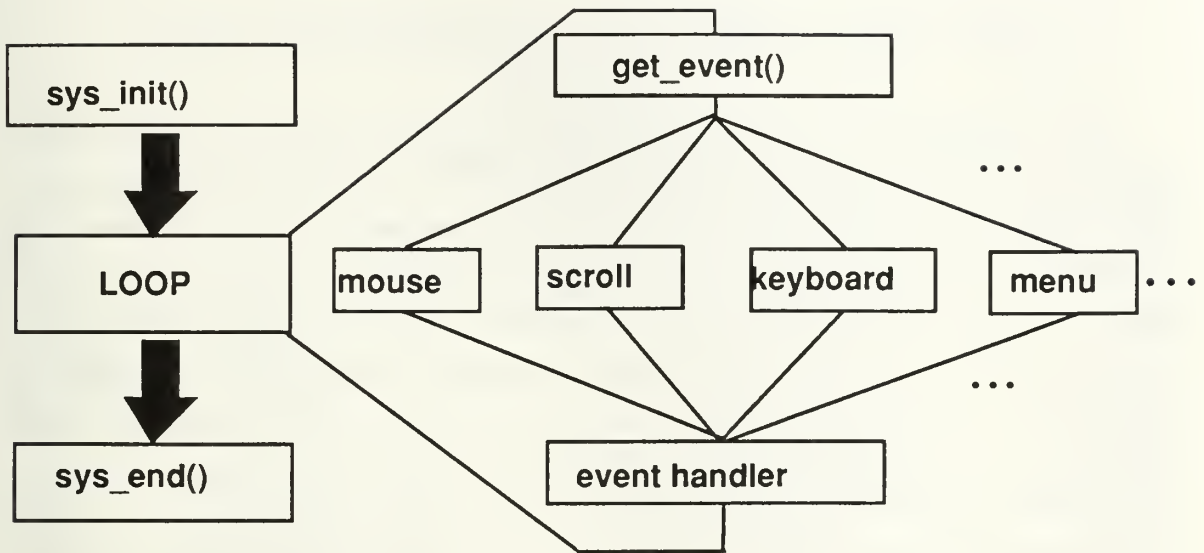 get_event()
sys_init()
...
LOOP
mouse
scroll
keyboard
menu
...
...
sys_end()
event handler